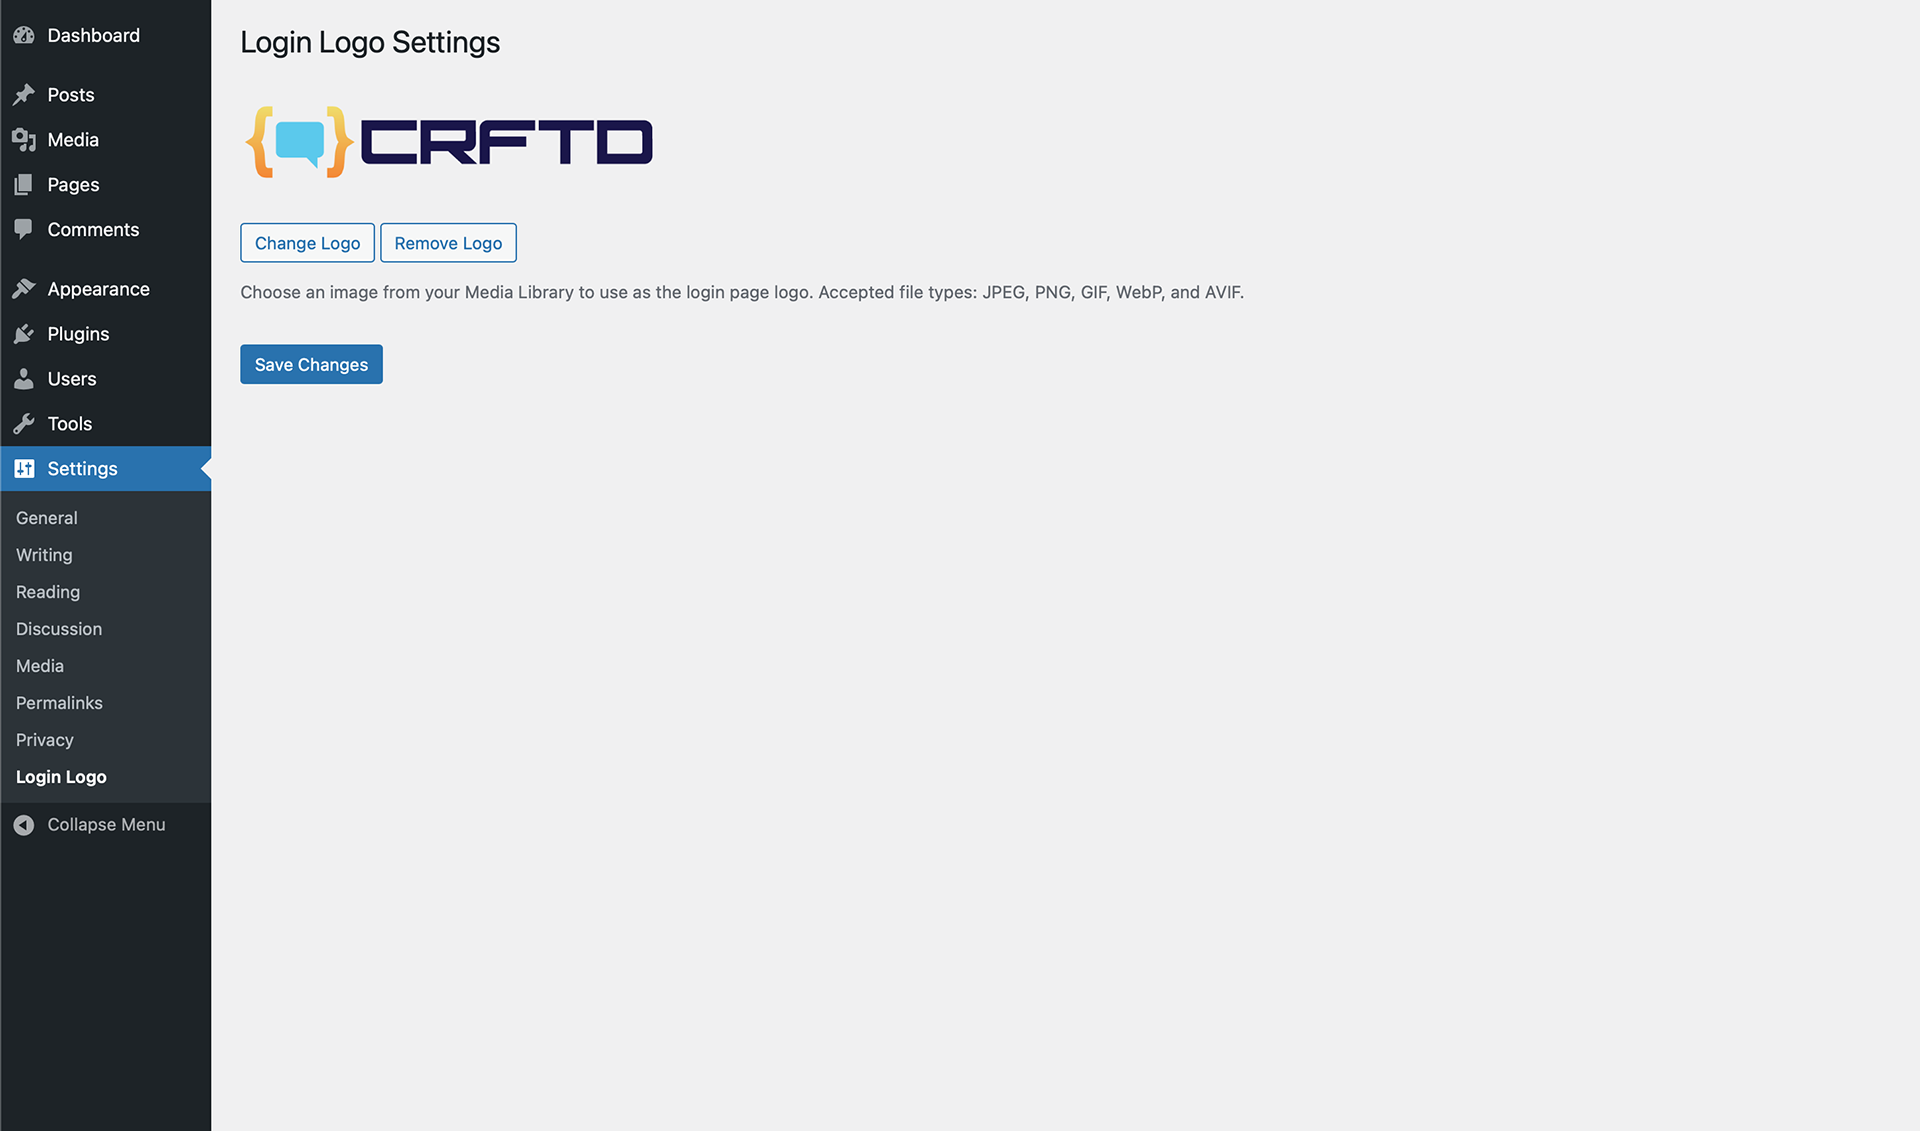 Dashboard
Posts
Media
Pages
Comments
Appearance
Plugins
Users
Tools
Settings
General
Writing
Reading
Discussion
Media
Permalinks
Privacy
Login Logo
Collapse Menu
Login Logo Settings
{ } CRFTD
Change Logo Remove Logo
Choose an image from your Media Library to use as the login page logo. Accepted file types: JPEG, PNG, GIF, WebP, and AVIF.
Save Changes